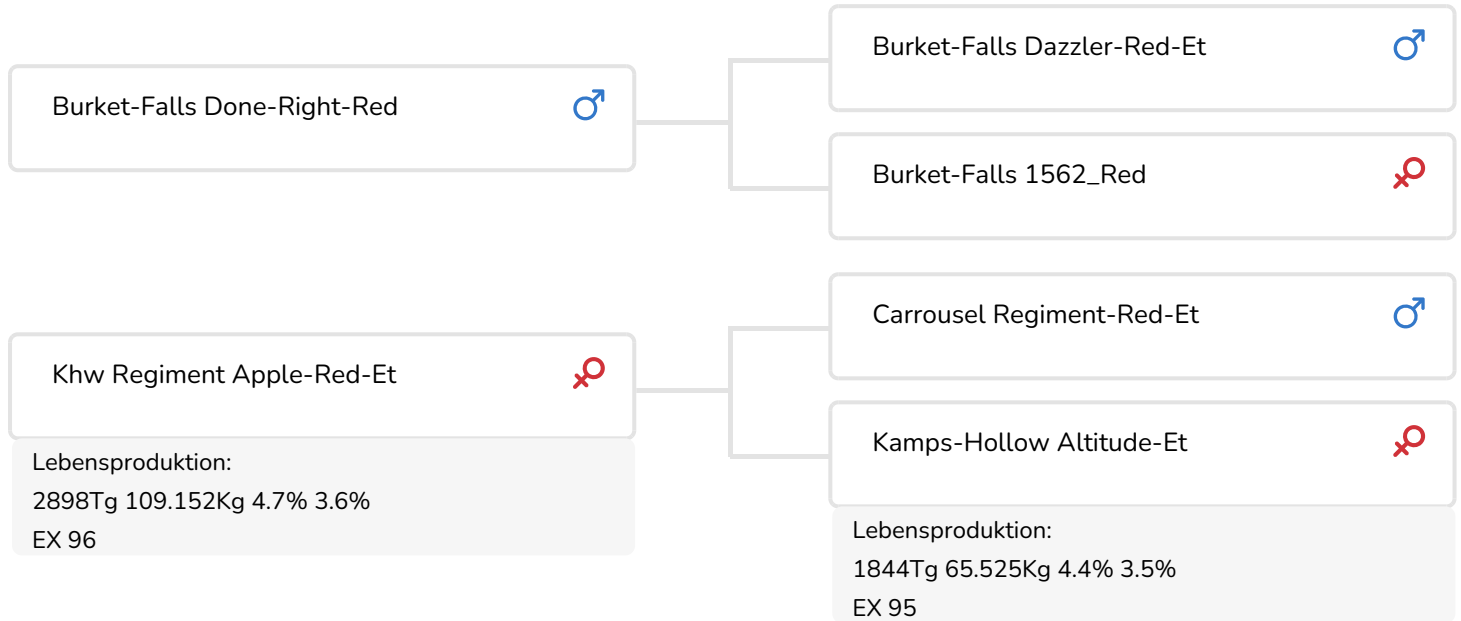 Burket-Falls Done-Right-Red
Burket-Falls Dazzler-Red-Et
Burket-Falls 1562_Red
Khw Regiment Apple-Red-Et
Lebensproduktion:
2898Tg 109.152Kg 4.7% 3.6%
EX 96
Carrousel Regiment-Red-Et
Kamps-Hollow Altitude-Et
Lebensproduktion:
1844Tg 65.525Kg 4.4% 3.5%
EX 95